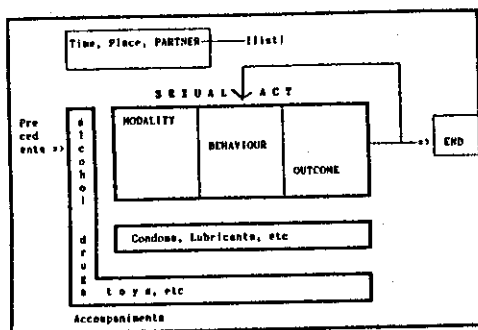 Time, Place, PARTNER [list]
SEXUAL ACT
Pre
ced
ents =>
MODALITY
BEHAVIOUR
OUTCOME
=>
END
alcohol drugs
Condoms, Lubricants, etc
toys, etc
Accompaniments